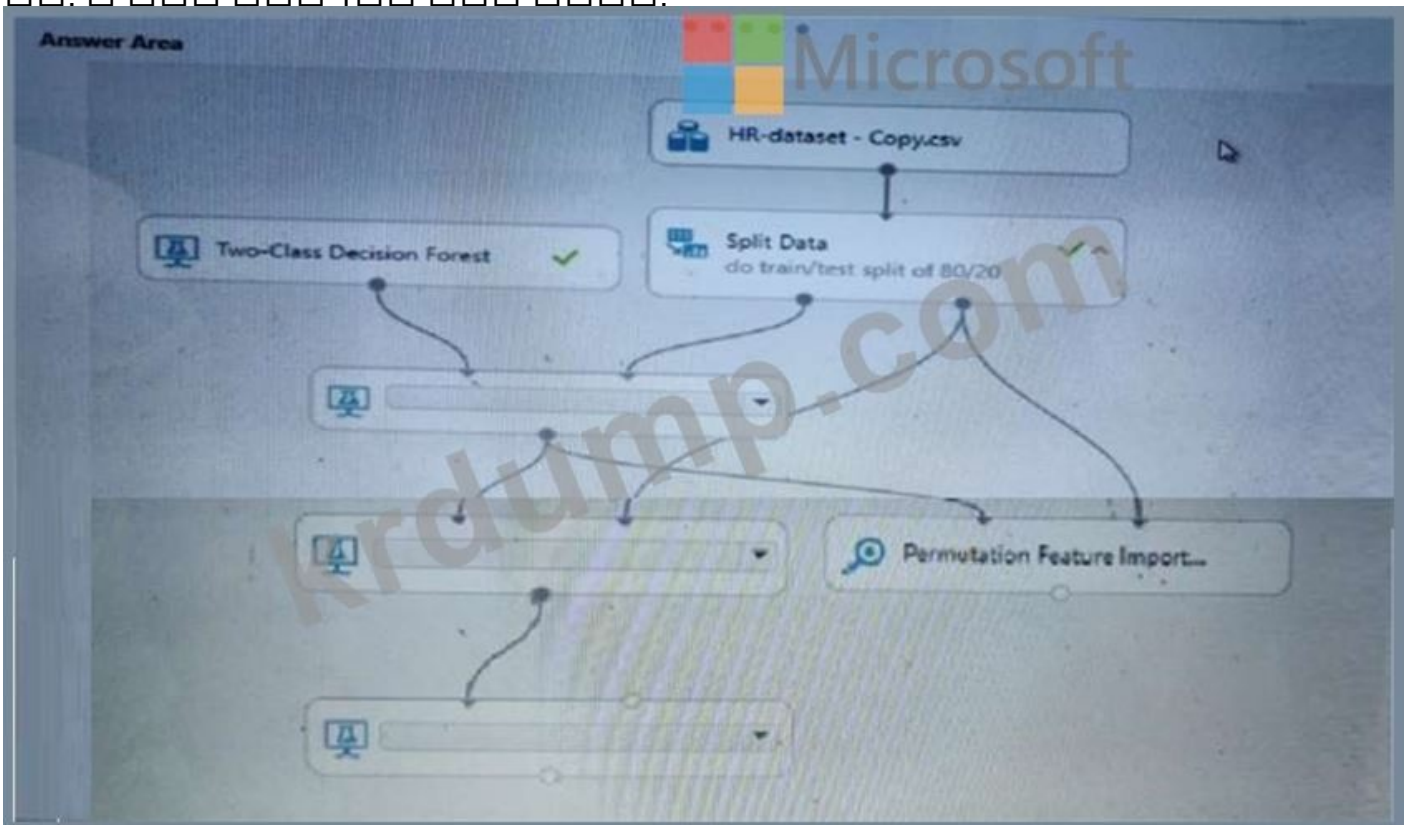 Answer Area
Microsoft
HR-dataset - Copy.csv
Two-Class Decision Forest
Split Data
do train/test split of 80/20
Permutation Feature Import...
krdump.com